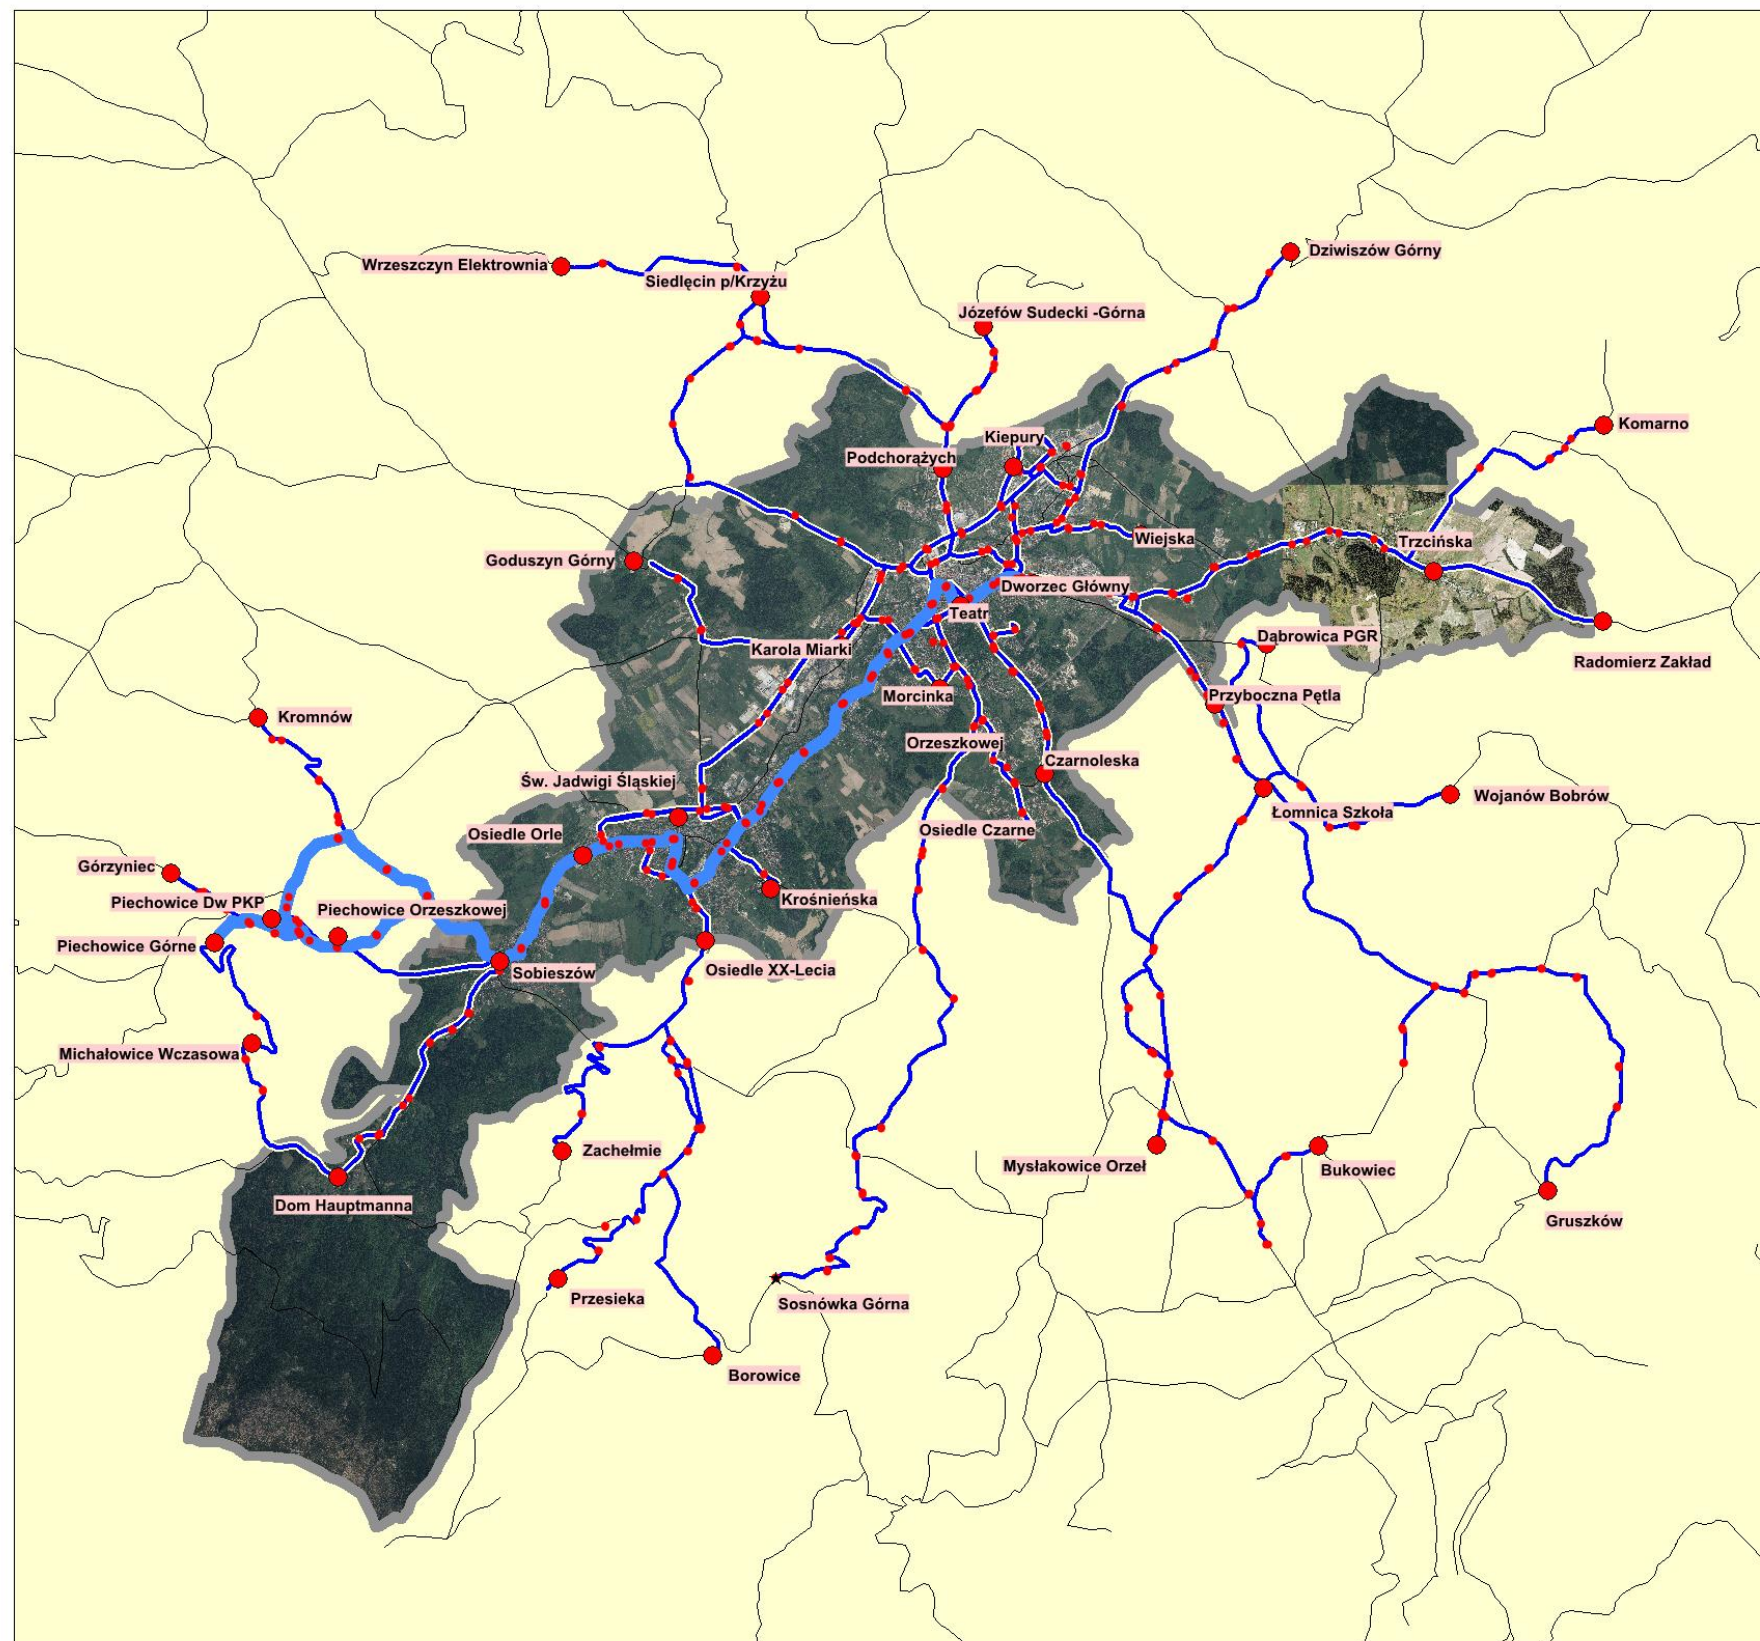 Dziwiszów Górny
Wrzeszczyn Elektrownia
Siedlęcin p/Krzyżu
Józefów Sudecki -Górna
Komarno
Kiepury
Podchorążych
Wiejska
Trzcińska
Goduszyn Górny
Dworzec Główny
Teatr
Dąbrowica PGR
Karola Miarki
Radomierz Zakład
Morcinka
Przyboczna Pętla
Kromnów
Orzeszkowej
Czarnoleska
Św. Jadwigi Śląskiej
Wojanów Bobrów
Łomnica Szkoła
Osiedle Orle
Osiedle Czarne
Górzyniec
Krośnieńska
Piechowice Dw PKP
Piechowice Orzeszkowej
Piechowice Górne
Sobieszów
Osiedle XX-Lecia
Michałowice Wczasowa
Zachełmie
Mysłakowice Orzeł
Bukowiec
Dom Hauptmanna
Gruszków
Przesieka
Sosnówka Górna
Borowice